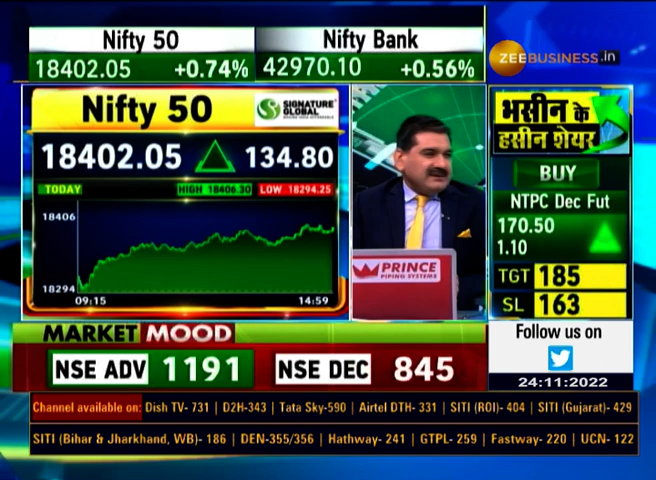 Nifty 50
18402.05 +0.74%
Nifty Bank
42970.10 +0.56%
ZEEBUSINESS.in
Nifty 50
SIGNATURE
GLOBAL
18402.05 134.80
TODAY HIGH 18406.30 LOW 18294.25
18406
18294
09:15 14:59
PRINCE
PIPING SYSTEMS
भसीन के
हसीन शेयर
BUY
NTPC Dec Fut
170.50
1.10
TGT 185
SL 163
MARKET MOOD
NSE ADV 1191 NSE DEC 845
Follow us on
24:11:2022
Channel available on: Dish TV- 731 | D2H-343 | Tata Sky-590 | Airtel DTH- 331 | SITI (ROI)- 404 | SITI (Gujarat)- 429
SITI (Bihar & Jharkhand, WB)- 186 | DEN-355/356 | Hathway- 241 | GTPL- 259 | Fastway- 220 | UCN- 122